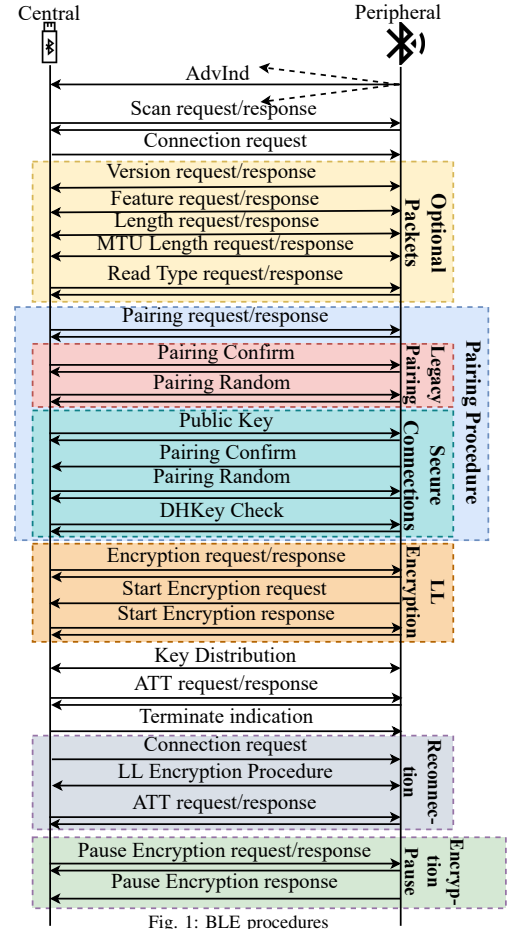 Central
Peripheral
AdvInd
Scan request/response
Connection request
Version request/response
Feature request/response
Length request/response
MTU Length request/response
Read Type request/response
Optional
Packets
Pairing request/response
Pairing Confirm
Pairing Random
Legacy
Pairing
Public Key
Pairing Confirm
Pairing Random
DHKey Check
Secure
Connections
Pairing Procedure
Encryption request/response
Start Encryption request
Start Encryption response
LL
Encryption
Key Distribution
ATT request/response
Terminate indication
Connection request
LL Encryption Procedure
ATT request/response
Reconnec-
tion
Pause Encryption request/response
Pause Encryption response
Encryp-
tion
Pause
Fig. 1: BLE procedures